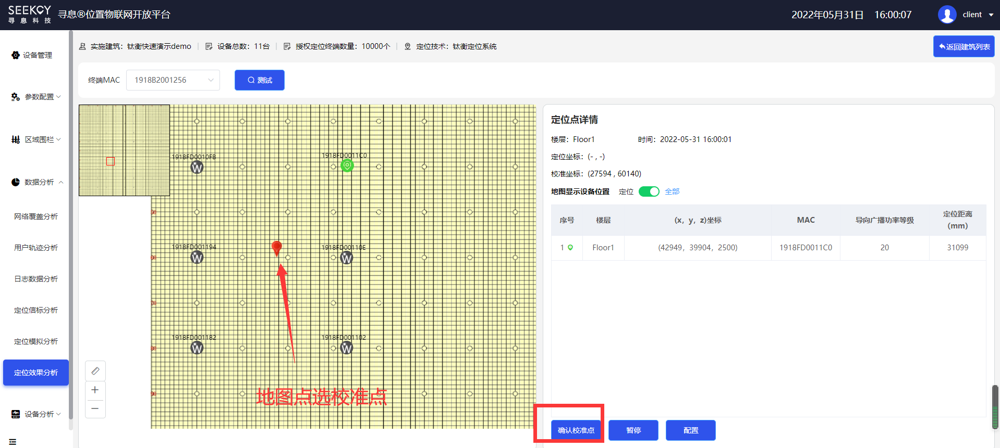 SEEKCY
寻息科技
寻息®位置物联网开放平台
2022年05月31日 16:00:07
client
设备管理
参数配置
区域围栏
数据分析
网络覆盖分析
用户轨迹分析
日志数据分析
定位信标分析
定位模拟分析
定位效果分析
设备分析
实施建筑：钛衡快速演示demo
设备总数：11台
授权定位终端数量：10000个
定位技术：钛衡定位系统
返回建筑列表
终端MAC
1918B2001256
测试
1918FD0010FB
1918FD0011C0
1918FD001194
1918FD00110E
1918FD001182
1918FD001102
W
W
W
W
W
地图点选校准点
定位点详情
楼层：Floor1
时间：2022-05-31 16:00:01
定位坐标：(- , -)
校准坐标：(27594 , 60140)
地图显示设备位置 定位 全部
序号 楼层 (x，y，z)坐标 MAC 导向广播功率等级 定位距离
(mm)
1 Floor1 (42949，39904，2500) 1918FD0011C0 20 31099
确认校准点
暂停
配置